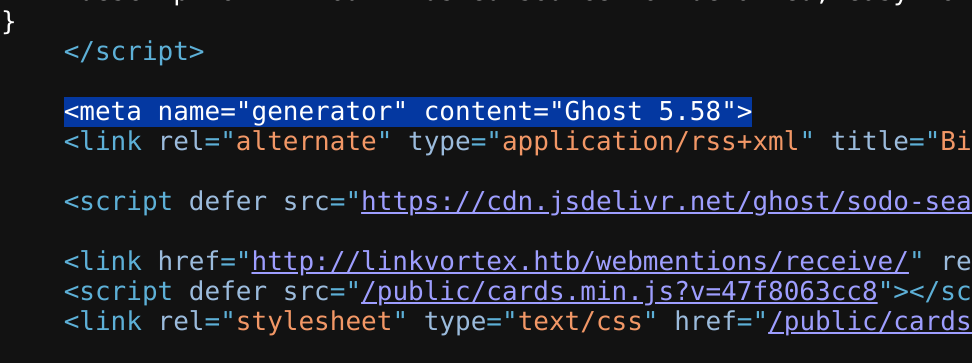 }
</script>
<meta name="generator" content="Ghost 5.58">
<link rel="alternate" type="application/rss+xml" title="Bi
<script defer src="https://cdn.jsdelivr.net/ghost/sodo-sea
<link href="http://linkvortex.htb/webmentions/receive/" re
<script defer src="/public/cards.min.js?v=47f8063cc8"></sc
<link rel="stylesheet" type="text/css" href="/public/cards